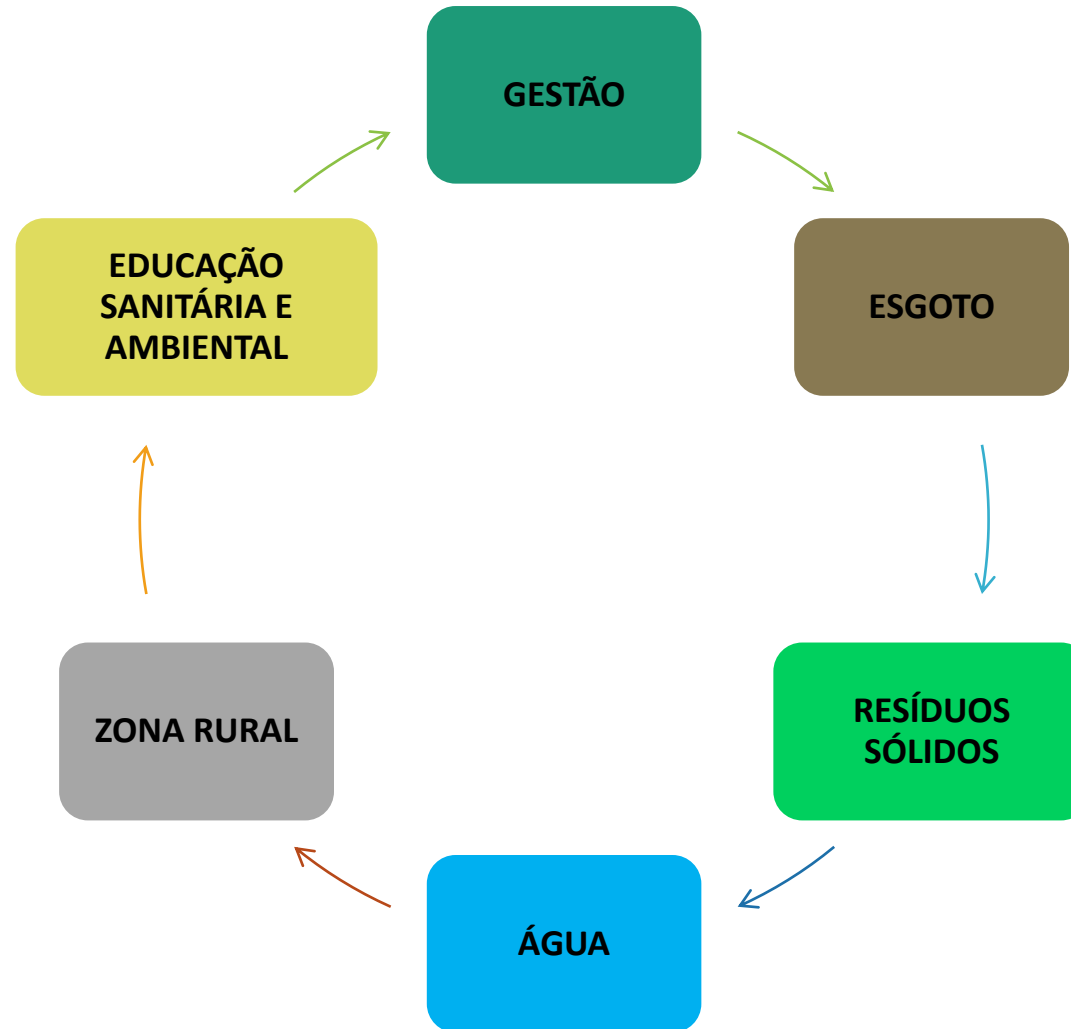 GESTÃO
ESGOTO
RESÍDUOS
SÓLIDOS
ÁGUA
ZONA RURAL
EDUCAÇÃO
SANITÁRIA E
AMBIENTAL